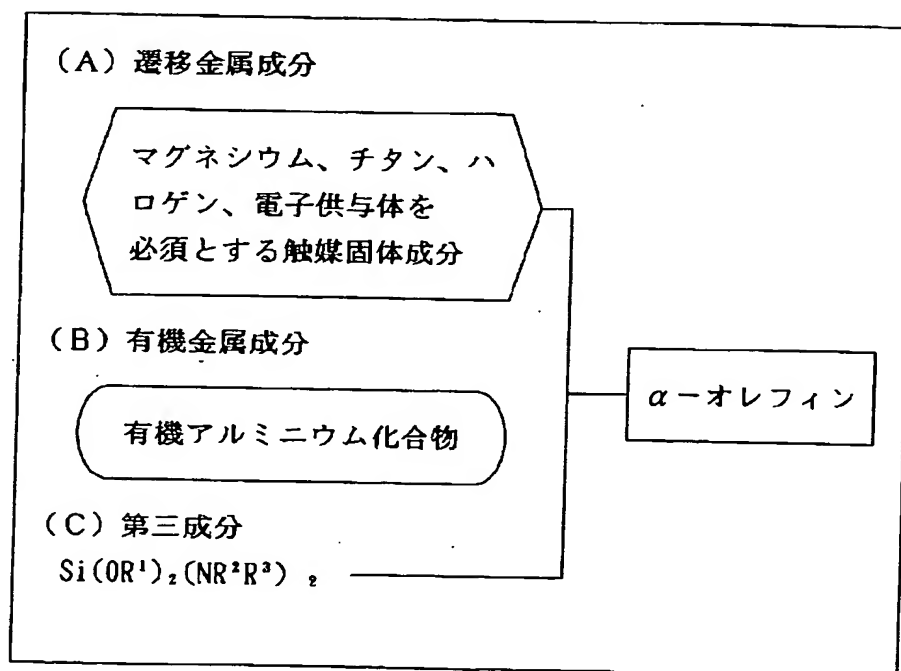 (A)遷移金属成分
マグネシウム、チタン、ハ
ロゲン、電子供与体を
必須とする触媒固体成分
(B)有機金属成分
有機アルミニウム化合物
α-オレフィン
(C)第三成分
Si(OR¹)₂(NR²R³)₂